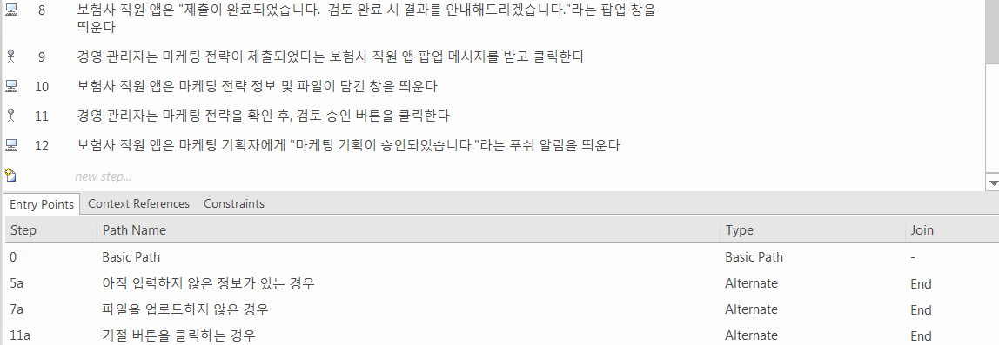 8 보험사 직원 앱은 "제출이 완료되었습니다.  검토 완료 시 결과를 안내해드리겠습니다."라는 팝업 창을
띄운다
9 경영 관리자는 마케팅 전략이 제출되었다는 보험사 직원 앱 팝업 메시지를 받고 클릭한다
10 보험사 직원 앱은 마케팅 전략 정보 및 파일이 담긴 창을 띄운다
11 경영 관리자는 마케팅 전략을 확인 후, 검토 승인 버튼을 클릭한다
12 보험사 직원 앱은 마케팅 기획자에게 "마케팅 기획이 승인되었습니다."라는 푸쉬 알림을 띄운다
new step...
Entry Points Context References Constraints
Step Path Name Type Join
0 Basic Path Basic Path -
5a 아직 입력하지 않은 정보가 있는 경우 Alternate End
7a 파일을 업로드하지 않은 경우 Alternate End
11a 거절 버튼을 클릭하는 경우 Alternate End